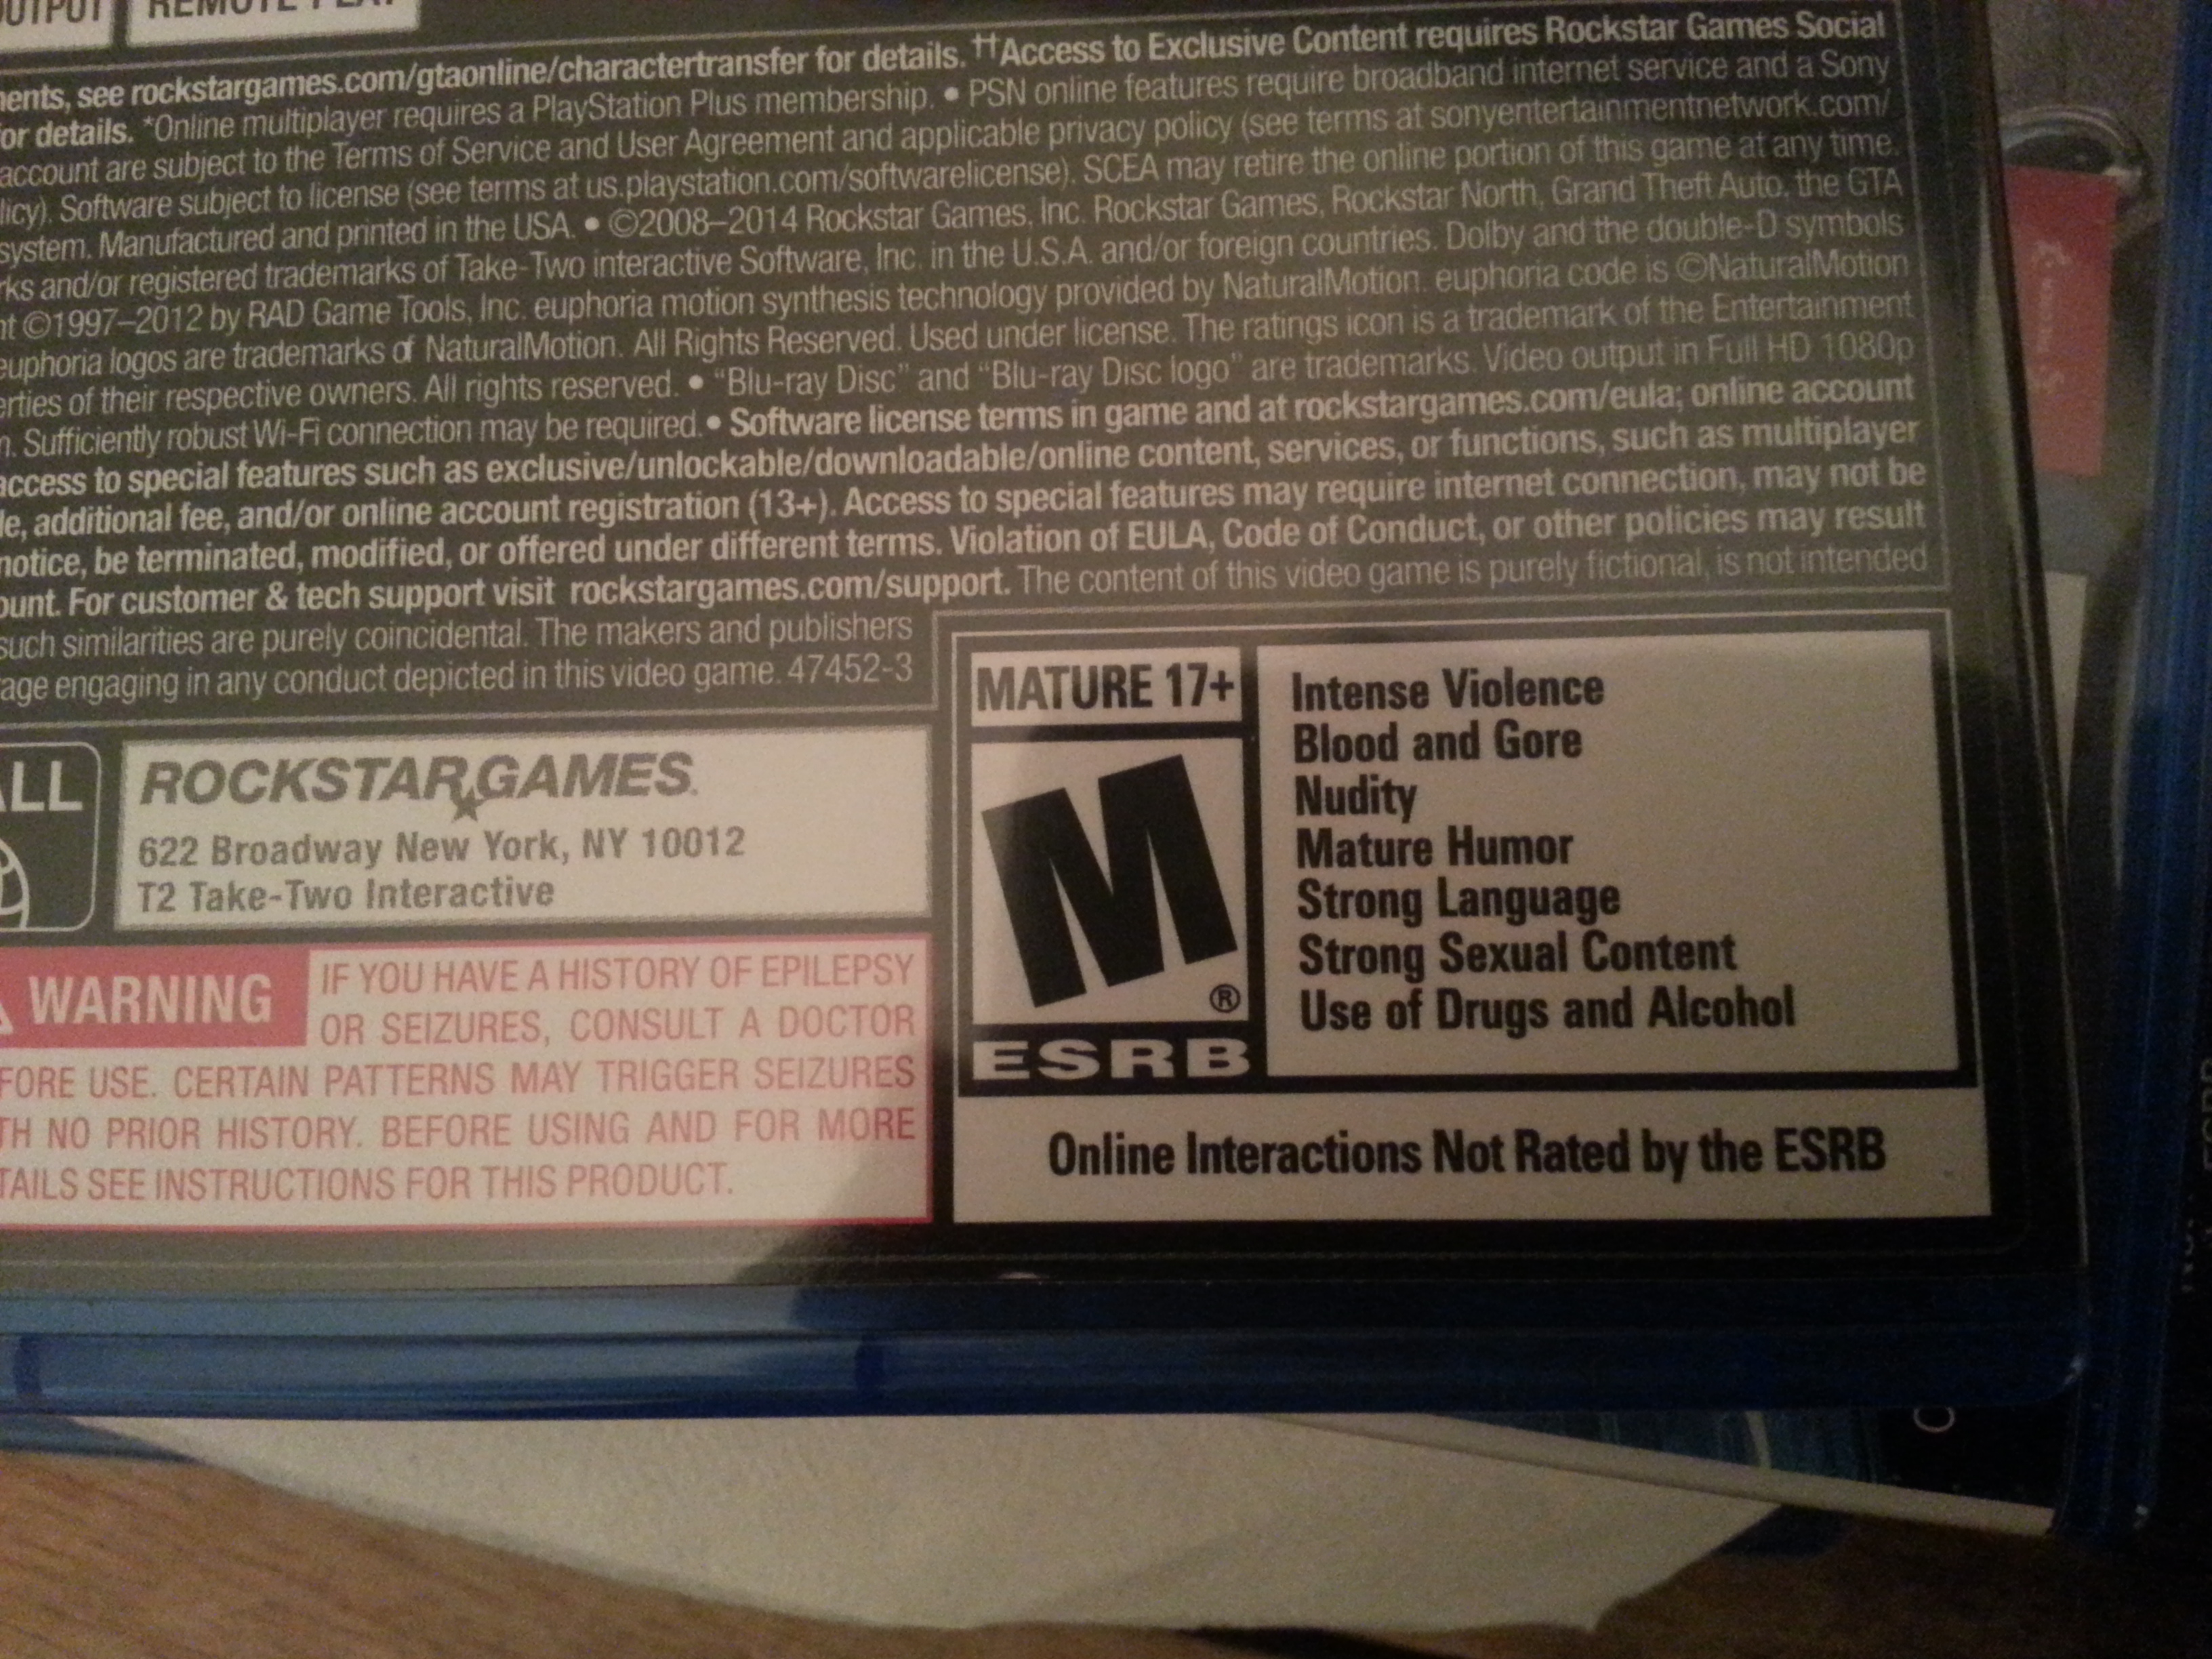 OUTPUT REMOTE PLAY
ents, see rockstargames.com/gtaonline/charactertransfer for details. ††Access to Exclusive Content requires Rockstar Games Social
or details. *Online multiplayer requires a PlayStation Plus membership. • PSN online features require broadband internet service and a Sony
account are subject to the Terms of Service and User Agreement and applicable privacy policy (see terms at sonyentertainmentnetwork.com/
licy). Software subject to license (see terms at us.playstation.com/softwarelicense). SCEA may retire the online portion of this game at any time.
system. Manufactured and printed in the USA. • ©2008–2014 Rockstar Games, Inc. Rockstar Games, Rockstar North, Grand Theft Auto, the GTA
rks and/or registered trademarks of Take-Two interactive Software, Inc. in the U.S.A. and/or foreign countries. Dolby and the double-D symbols
nt ©1997–2012 by RAD Game Tools, Inc. euphoria motion synthesis technology provided by NaturalMotion. euphoria code is ©NaturalMotion
euphoria logos are trademarks of NaturalMotion. All Rights Reserved. Used under license. The ratings icon is a trademark of the Entertainment
erties of their respective owners. All rights reserved. • “Blu-ray Disc” and “Blu-ray Disc logo” are trademarks. Video output in Full HD 1080p
n. Sufficiently robust Wi-Fi connection may be required. • Software license terms in game and at rockstargames.com/eula; online account
access to special features such as exclusive/unlockable/downloadable/online content, services, or functions, such as multiplayer
le, additional fee, and/or online account registration (13+). Access to special features may require internet connection, may not be
notice, be terminated, modified, or offered under different terms. Violation of EULA, Code of Conduct, or other policies may result
ount. For customer & tech support visit rockstargames.com/support. The content of this video game is purely fictional, is not intended
such similarities are purely coincidental. The makers and publishers
age engaging in any conduct depicted in this video game. 47452-3
ALL
ROCKSTAR GAMES.
622 Broadway New York, NY 10012
T2 Take-Two Interactive
WARNING IF YOU HAVE A HISTORY OF EPILEPSY
OR SEIZURES, CONSULT A DOCTOR
FORE USE. CERTAIN PATTERNS MAY TRIGGER SEIZURES
TH NO PRIOR HISTORY. BEFORE USING AND FOR MORE
TAILS SEE INSTRUCTIONS FOR THIS PRODUCT.
MATURE 17+
M®
ESRB
Intense Violence
Blood and Gore
Nudity
Mature Humor
Strong Language
Strong Sexual Content
Use of Drugs and Alcohol
Online Interactions Not Rated by the ESRB